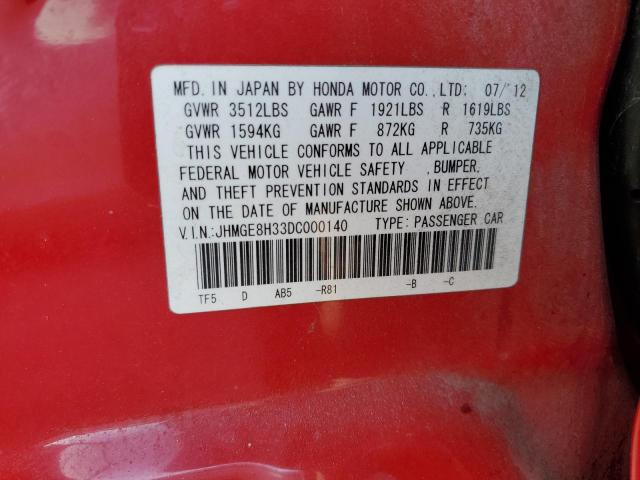 MFD. IN JAPAN BY HONDA MOTOR CO., LTD: 07/'12
GVWR 3512LBS GAWR F 1921LBS R 1619LBS
GVWR 1594KG GAWR F 872KG R 735KG
THIS VEHICLE CONFORMS TO ALL APPLICABLE
FEDERAL MOTOR VEHICLE SAFETY , BUMPER,
AND THEFT PREVENTION STANDARDS IN EFFECT
ON THE DATE OF MANUFACTURE SHOWN ABOVE.
V.I.N.:JHMGE8H33DC000140 TYPE: PASSENGER CAR
TF5 D AB5 -R81 -B -C